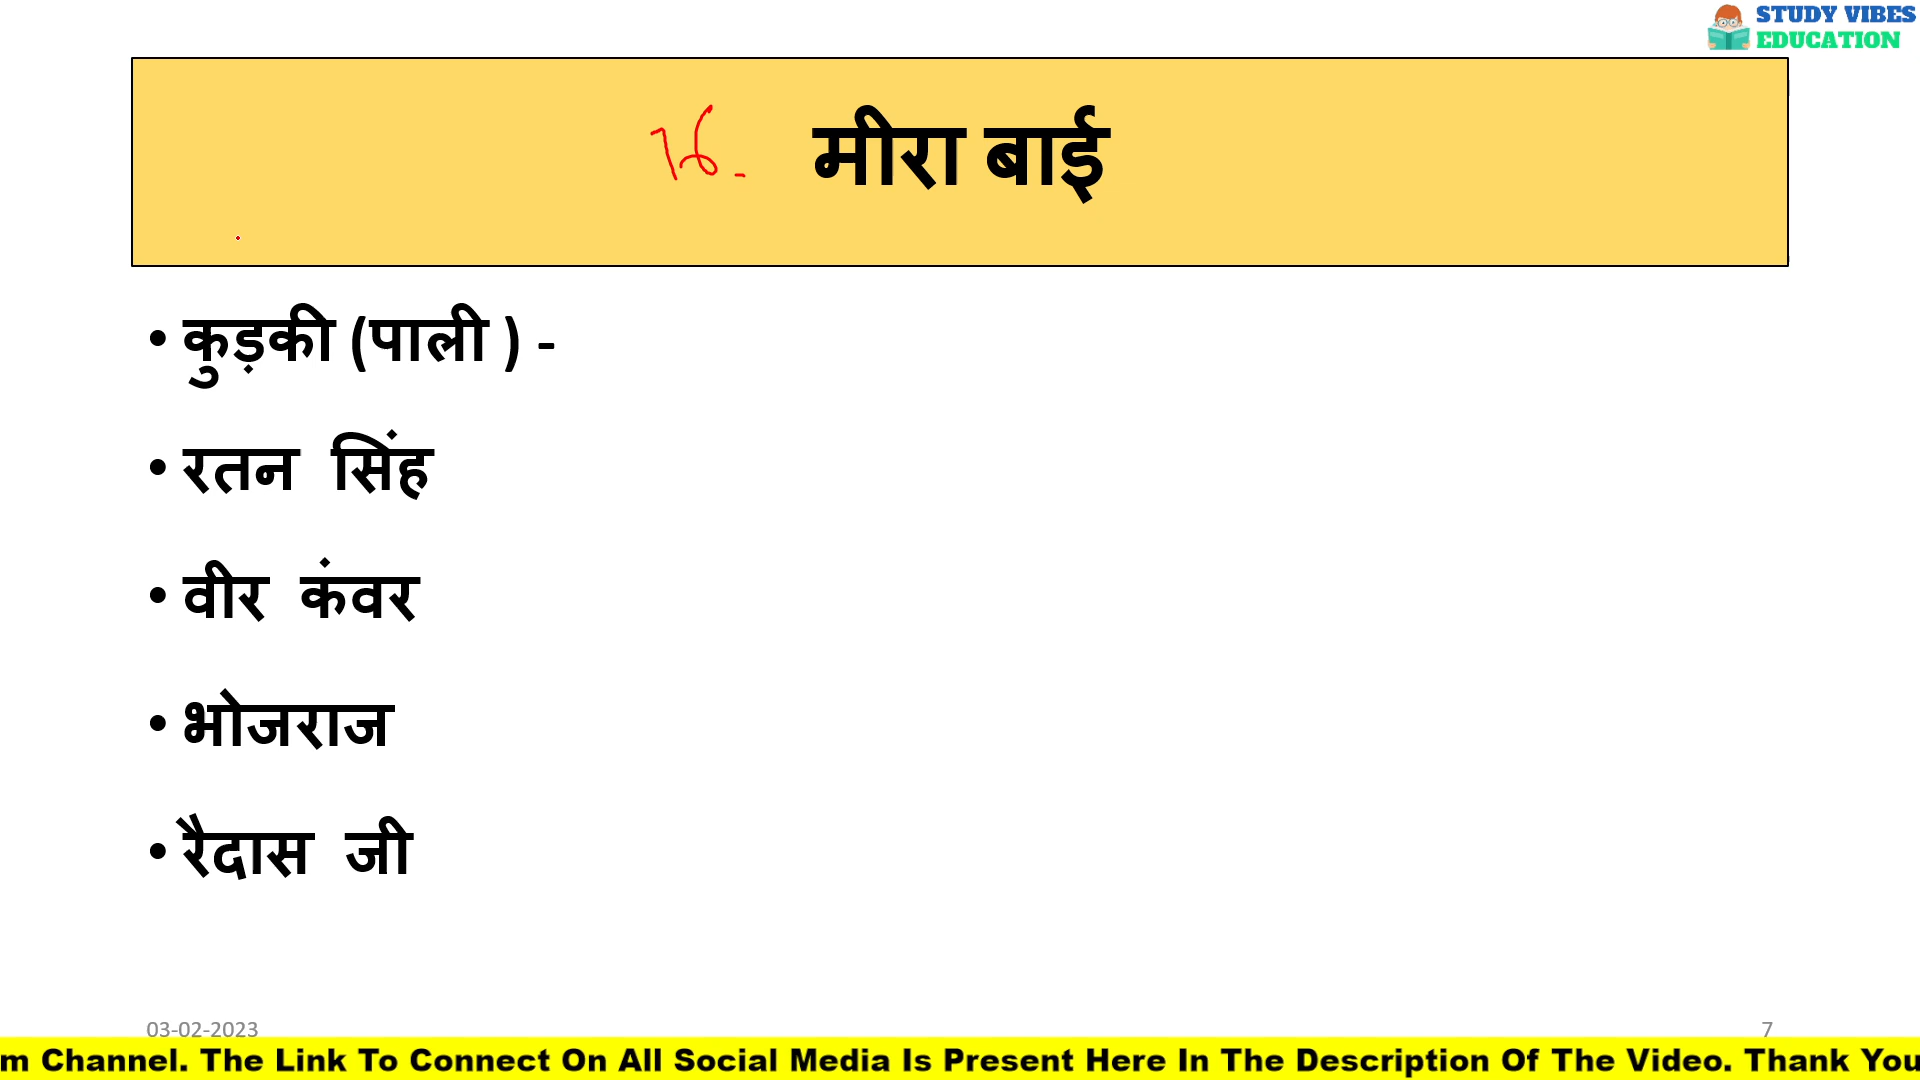 STUDY VIBES
EDUCATION
16. मीरा बाई
• कुड़की (पाली ) -
• रतन सिंह
• वीर कंवर
• भोजराज
• रैदास जी
03-02-2023
7
m Channel. The Link To Connect On All Social Media Is Present Here In The Description Of The Video. Thank You